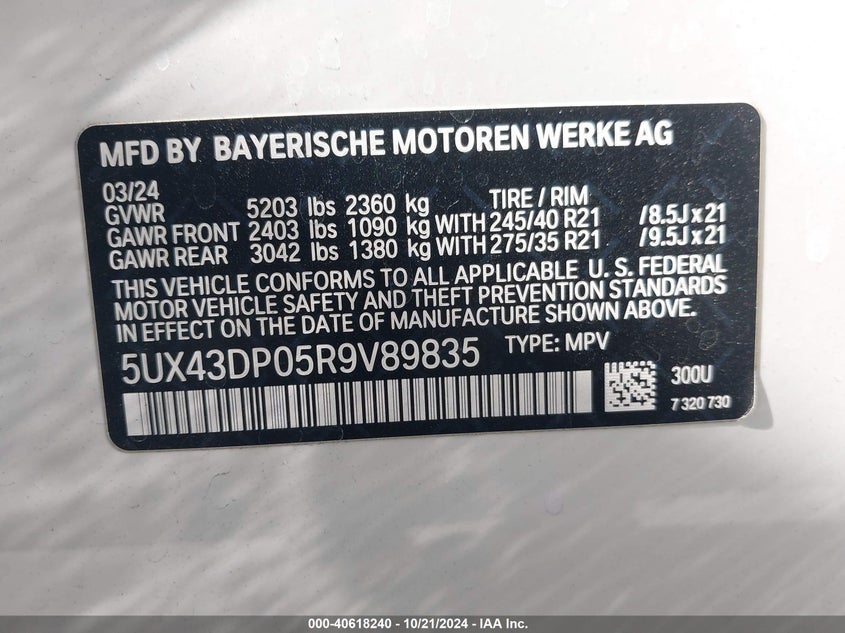 MFD BY BAYERISCHE MOTOREN WERKE AG
03/24 TIRE / RIM
GVWR 5203 lbs 2360 kg
GAWR FRONT 2403 lbs 1090 kg WITH 245/40 R21 /8.5J x 21
GAWR REAR 3042 lbs 1380 kg WITH 275/35 R21 /9.5J x 21
THIS VEHICLE CONFORMS TO ALL APPLICABLE U. S. FEDERAL
MOTOR VEHICLE SAFETY AND THEFT PREVENTION STANDARDS
IN EFFECT ON THE DATE OF MANUFACTURE SHOWN ABOVE.
5UX43DP05R9V89835 TYPE: MPV
300U
7 320 730
000-40618240 - 10/21/2024 - IAA Inc.